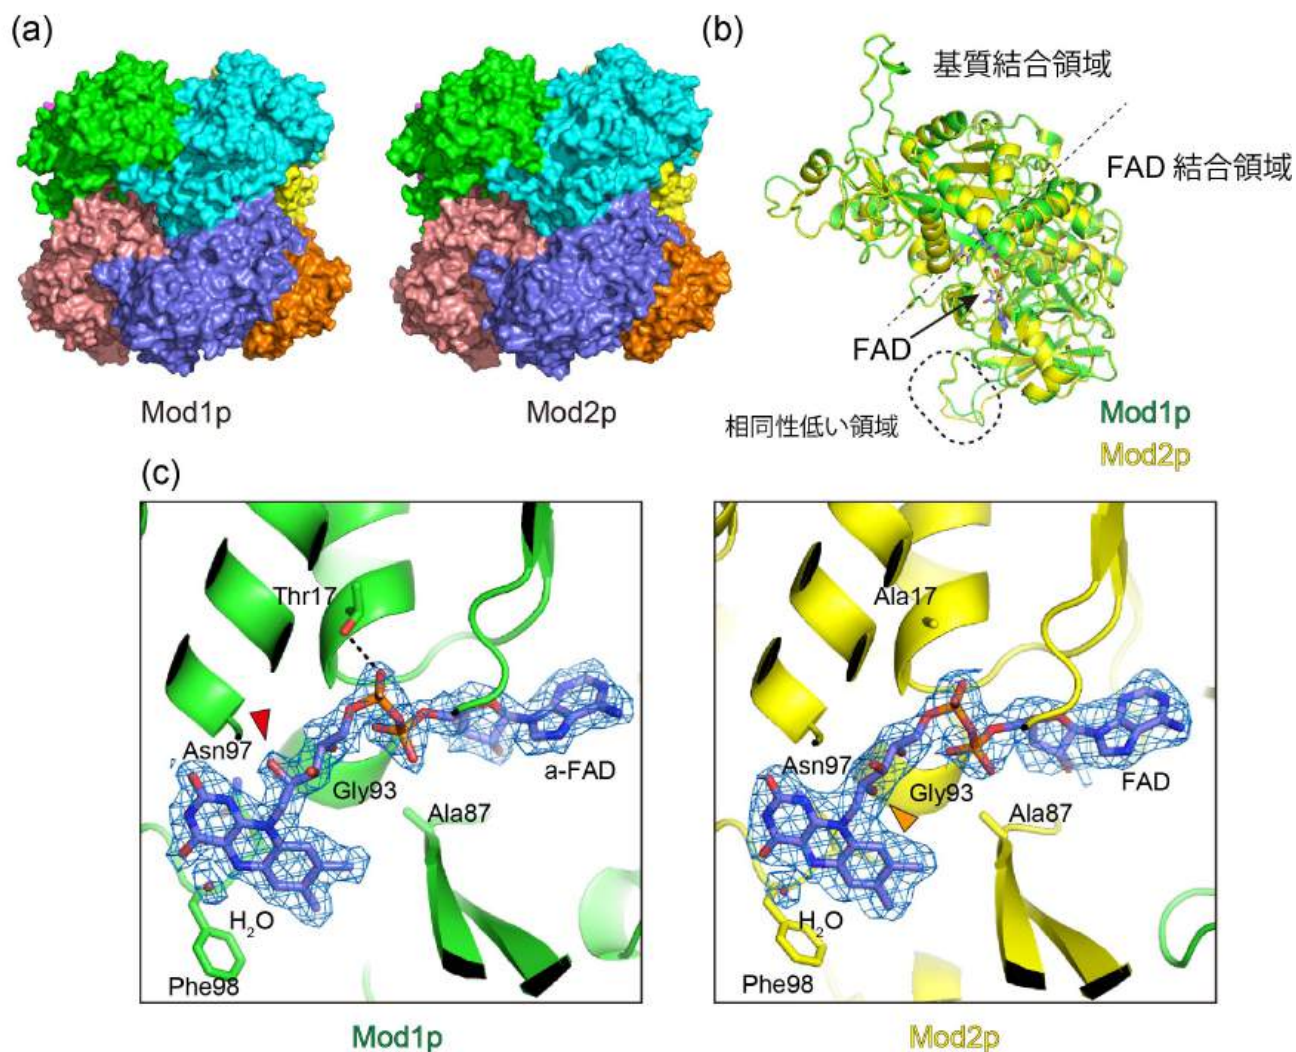 (a)
Mod1p
Mod2p
(b)
基質結合領域
FAD 結合領域
FAD
相同性低い領域
Mod1p
Mod2p
(c)
Thr17
Asn97
Gly93
a-FAD
Ala87
H₂O
Phe98
Mod1p
Ala17
Asn97
Gly93
FAD
Ala87
H₂O
Phe98
Mod2p